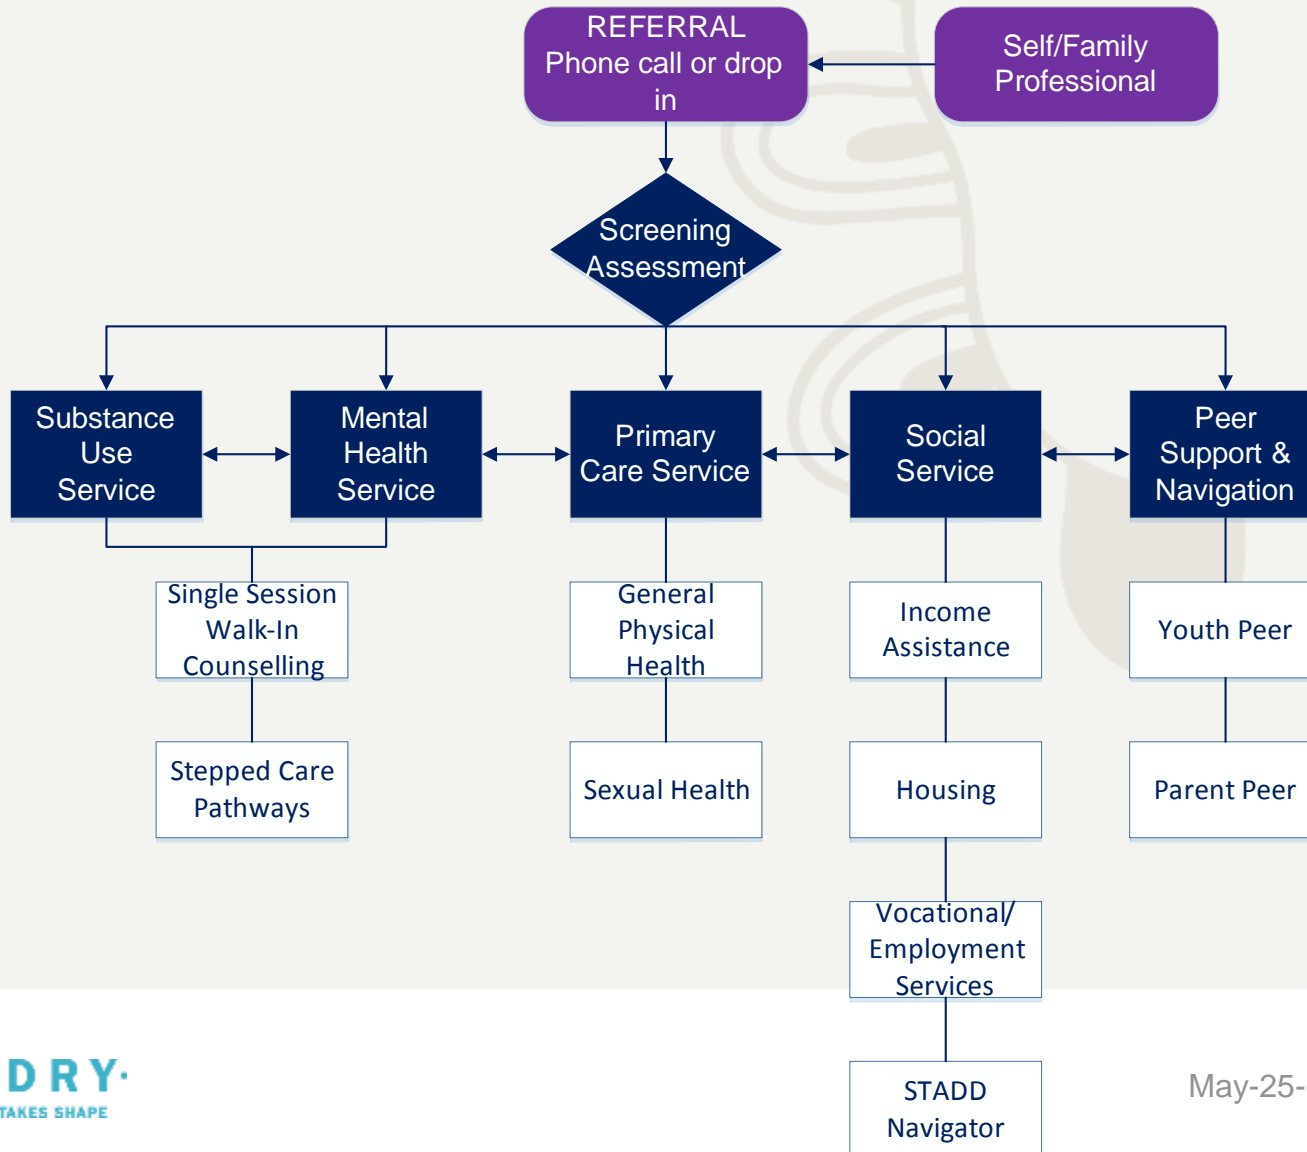 REFERRAL
Phone call or drop
in
Self/Family
Professional
Screening
Assessment
Substance
Use
Service
Mental
Health
Service
Primary
Care Service
Social
Service
Peer
Support &
Navigation
Single Session
Walk-In
Counselling
General
Physical
Health
Income
Assistance
Youth Peer
Stepped Care
Pathways
Sexual Health
Housing
Parent Peer
Vocational/
Employment
Services
STADD
Navigator
DRY.
TAKES SHAPE
May-25-